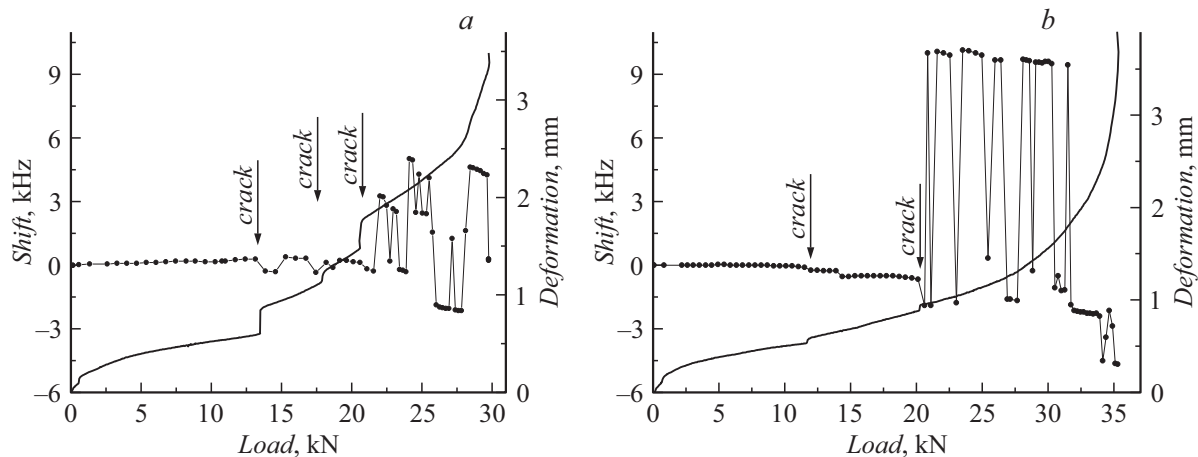 a
9
6
3
0
–3
–6
Shift, kHz
crack
crack
crack
3
2
1
0
Deformation, mm
0 5 10 15 20 25 30
Load, kN
b
9
6
3
0
–3
–6
Shift, kHz
crack
crack
3
2
1
0
Deformation, mm
0 5 10 15 20 25 30 35
Load, kN